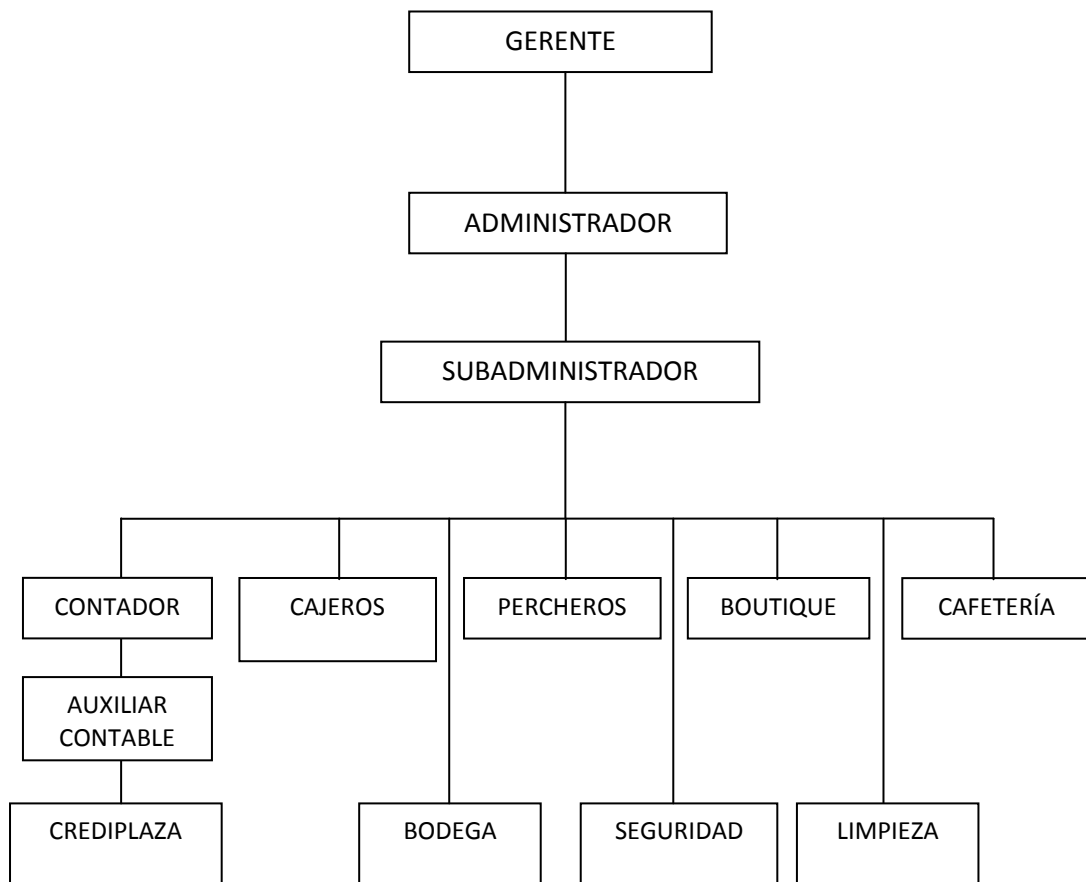 GERENTE
ADMINISTRADOR
SUBADMINISTRADOR
CONTADOR
CAJEROS
PERCHEROS
BOUTIQUE
CAFETERÍA
AUXILIAR
CONTABLE
CREDIPLAZA
BODEGA
SEGURIDAD
LIMPIEZA